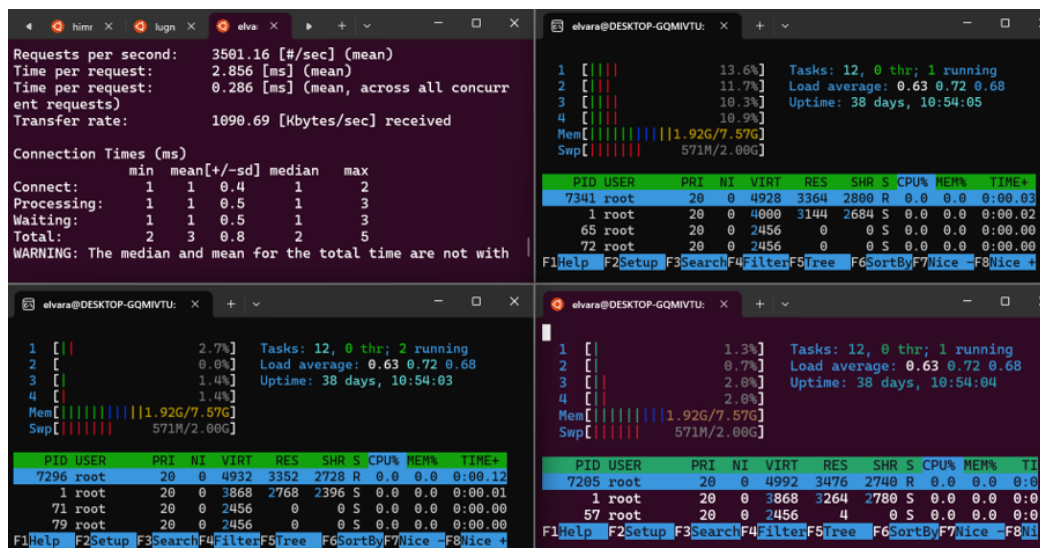 himr
lugn
elva
Requests per second: 3501.16 [#/sec] (mean)
Time per request: 2.856 [ms] (mean)
Time per request: 0.286 [ms] (mean, across all concurr
ent requests)
Transfer rate: 1090.69 [Kbytes/sec] received
Connection Times (ms)
min mean[+/-sd] median max
Connect: 1 1 0.4 1 2
Processing: 1 1 0.5 1 3
Waiting: 1 1 0.5 1 3
Total: 2 3 0.8 2 5
WARNING: The median and mean for the total time are not with
elvara@DESKTOP-GQMIVTU:
1 [|||| 13.6%] Tasks: 12, 0 thr; 1 running
2 [||| 11.7%] Load average: 0.63 0.72 0.68
3 [|||| 10.3%] Uptime: 38 days, 10:54:05
4 [|||| 10.9%]
Mem[|||||||||||1.92G/7.57G]
Swp[||||||| 571M/2.00G]
PID USER PRI NI VIRT RES SHR S CPU% MEM% TIME+
7341 root 20 0 4928 3364 2800 R 0.0 0.0 0:00.03
1 root 20 0 4000 3144 2684 S 0.0 0.0 0:00.02
65 root 20 0 2456 0 0 S 0.0 0.0 0:00.00
72 root 20 0 2456 0 0 S 0.0 0.0 0:00.00
F1Help F2Setup F3SearchF4FilterF5Tree F6SortByF7Nice -F8Nice +
elvara@DESKTOP-GQMIVTU:
1 [|| 2.7%] Tasks: 12, 0 thr; 2 running
2 [ 0.0%] Load average: 0.63 0.72 0.68
3 [| 1.4%] Uptime: 38 days, 10:54:03
4 [| 1.4%]
Mem[|||||||||||1.92G/7.57G]
Swp[||||||| 571M/2.00G]
PID USER PRI NI VIRT RES SHR S CPU% MEM% TIME+
7296 root 20 0 4932 3352 2728 R 0.0 0.0 0:00.12
1 root 20 0 3868 2768 2396 S 0.0 0.0 0:00.01
71 root 20 0 2456 0 0 S 0.0 0.0 0:00.00
79 root 20 0 2456 0 0 S 0.0 0.0 0:00.00
F1Help F2Setup F3SearchF4FilterF5Tree F6SortByF7Nice -F8Nice +
elvara@DESKTOP-GQMIVTU:
1 [| 1.3%] Tasks: 12, 0 thr; 1 running
2 [| 0.7%] Load average: 0.63 0.72 0.68
3 [|| 2.0%] Uptime: 38 days, 10:54:04
4 [|| 2.0%]
Mem[|||||||||1.92G/7.57G]
Swp[|||||| 571M/2.00G]
PID USER PRI NI VIRT RES SHR S CPU% MEM% TI
7205 root 20 0 4992 3476 2740 R 0.0 0.0 0:0
1 root 20 0 3868 3264 2780 S 0.0 0.0 0:0
57 root 20 0 2456 4 0 S 0.0 0.0 0:0
F1Help F2Setup F3SearchF4FilterF5Tree F6SortByF7Nice -F8Ni